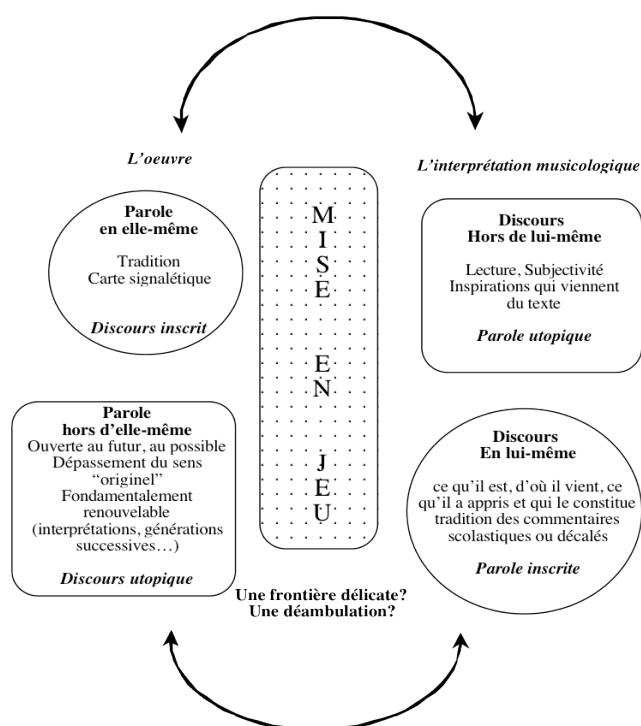 L'oeuvre
Parole
en elle-même
Tradition
Carte signalétique
Discours inscrit
Parole
hors d'elle-même
Ouverte au futur, au possible
Dépassement du sens
“originel”
Fondamentalement
renouvelable
(interprétations, générations
successives…)
Discours utopique
MISE
EN
JEU
Une frontière délicate?
Une déambulation?
L'interprétation musicologique
Discours
Hors de lui-même
Lecture, Subjectivité
Inspirations qui viennent
du texte
Parole utopique
Discours
En lui-même
ce qu'il est, d'où il vient, ce
qu'il a appris et qui le constitue
tradition des commentaires
scolastiques ou décalés
Parole inscrite